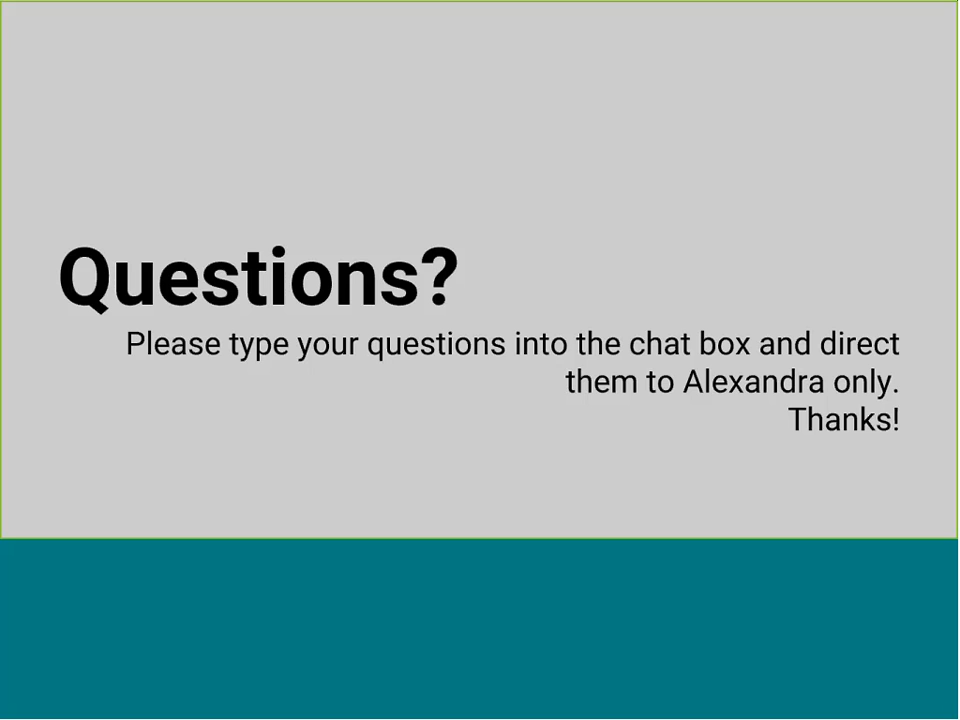 Questions?
Please type your questions into the chat box and direct
them to Alexandra only.
Thanks!